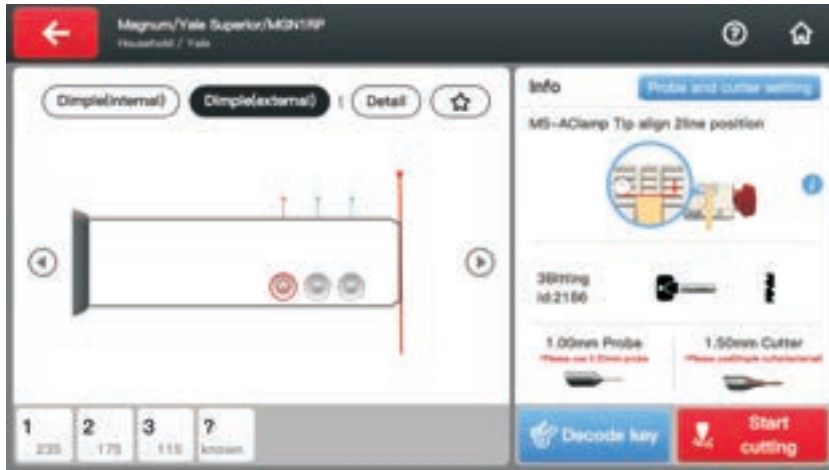 Magnum/Yale Superior/MGN1RP
Household / Yale
Dimple(internal)
Dimple(external)
Detail
Info
Probe and cutter setting
M5-AClamp Tip align 2line position
3Bitting
id:2186
1.00mm Probe
1.50mm Cutter
1
235
2
175
3
115
?
known
Decode key
Start
cutting